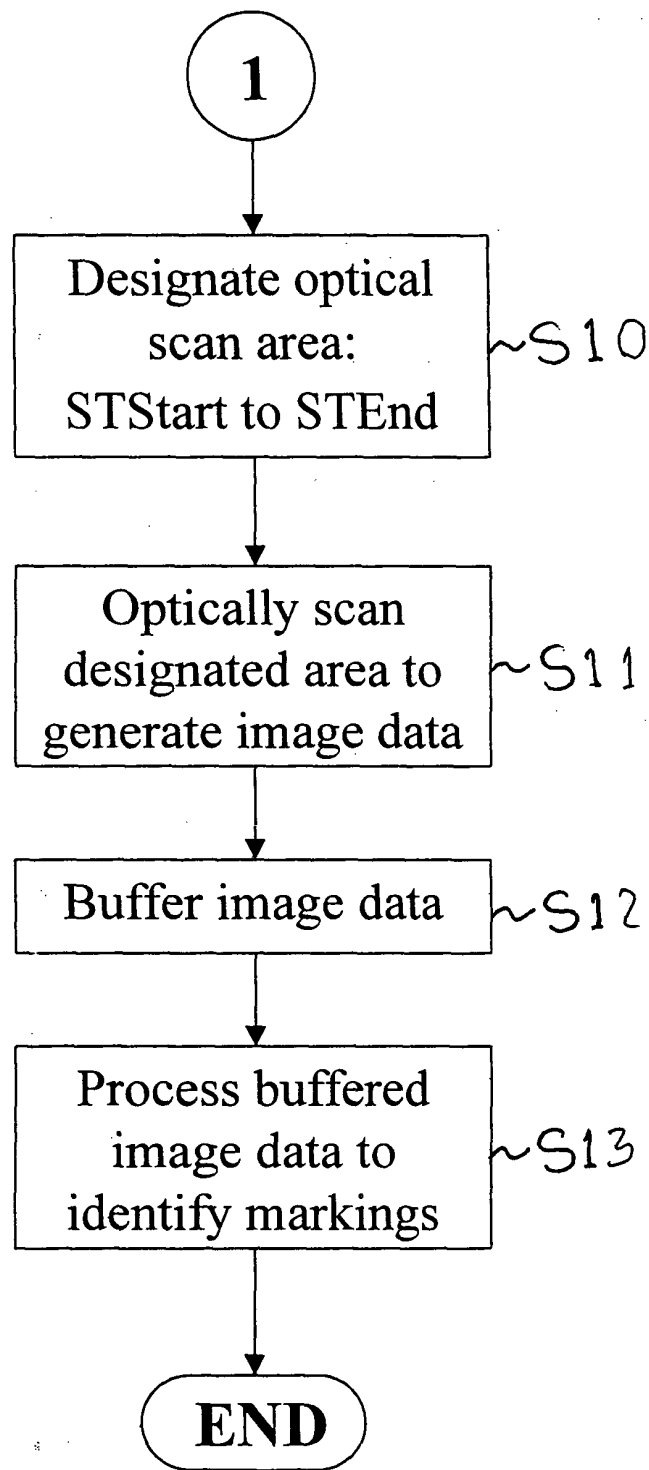 1
Designate optical
scan area:
STStart to STEnd
~S10
Optically scan
designated area to
generate image data
~S11
Buffer image data
~S12
Process buffered
image data to
identify markings
~S13
END